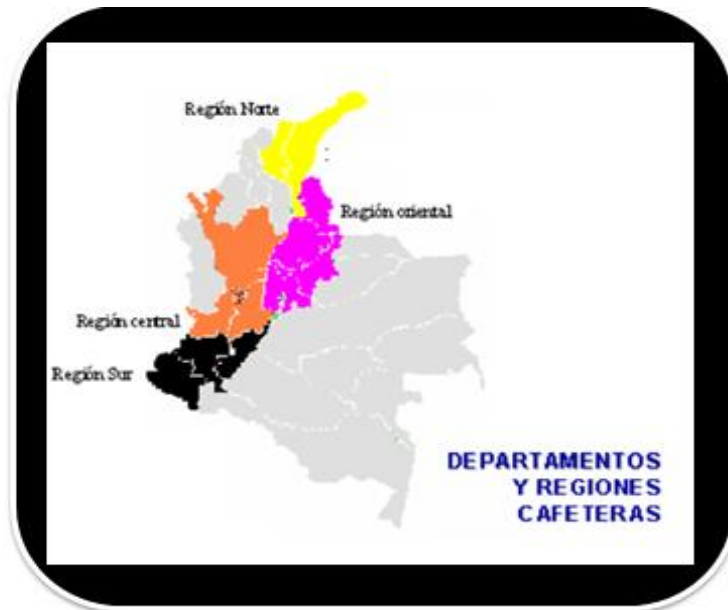 Región Norte
Región oriental
Región central
Región Sur
DEPARTAMENTOS
Y REGIONES
CAFETERAS